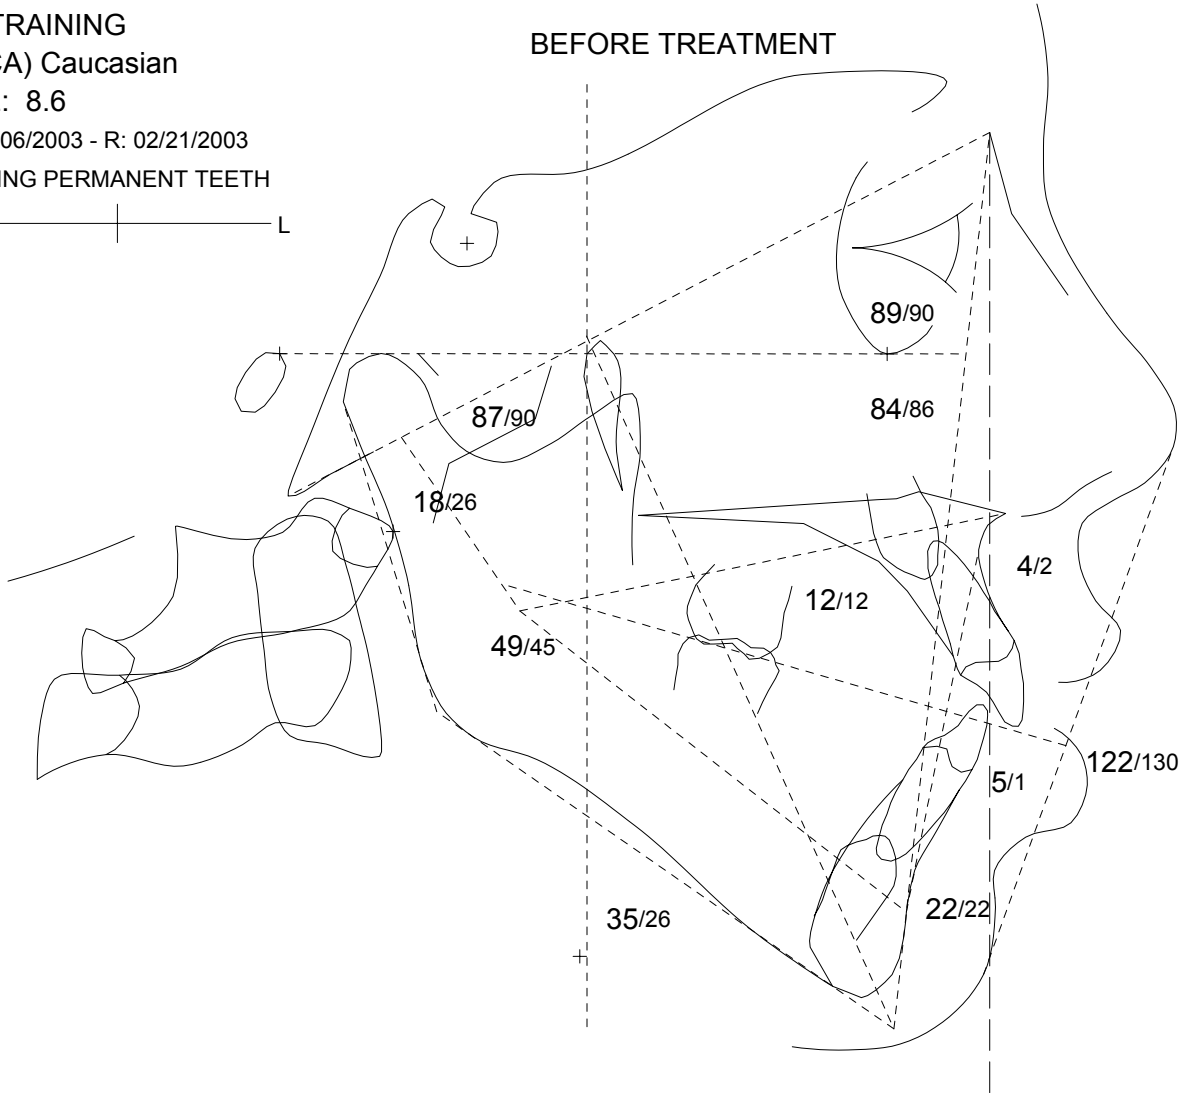 TRAINING
BEFORE TREATMENT
CA) Caucasian
: 8.6
06/2003 - R: 02/21/2003
ING PERMANENT TEETH
L
89/90
84/86
87/90
18/26
4/2
12/12
49/45
122/130
5/1
22/22
35/26